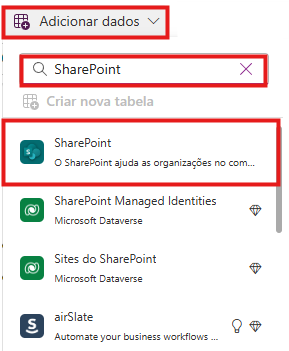 Adicionar dados
SharePoint
Criar nova tabela
SharePoint
O SharePoint ajuda as organizações no com...
SharePoint Managed Identities
Microsoft Dataverse
Sites do SharePoint
Microsoft Dataverse
airSlate
Automate your business workflows ...